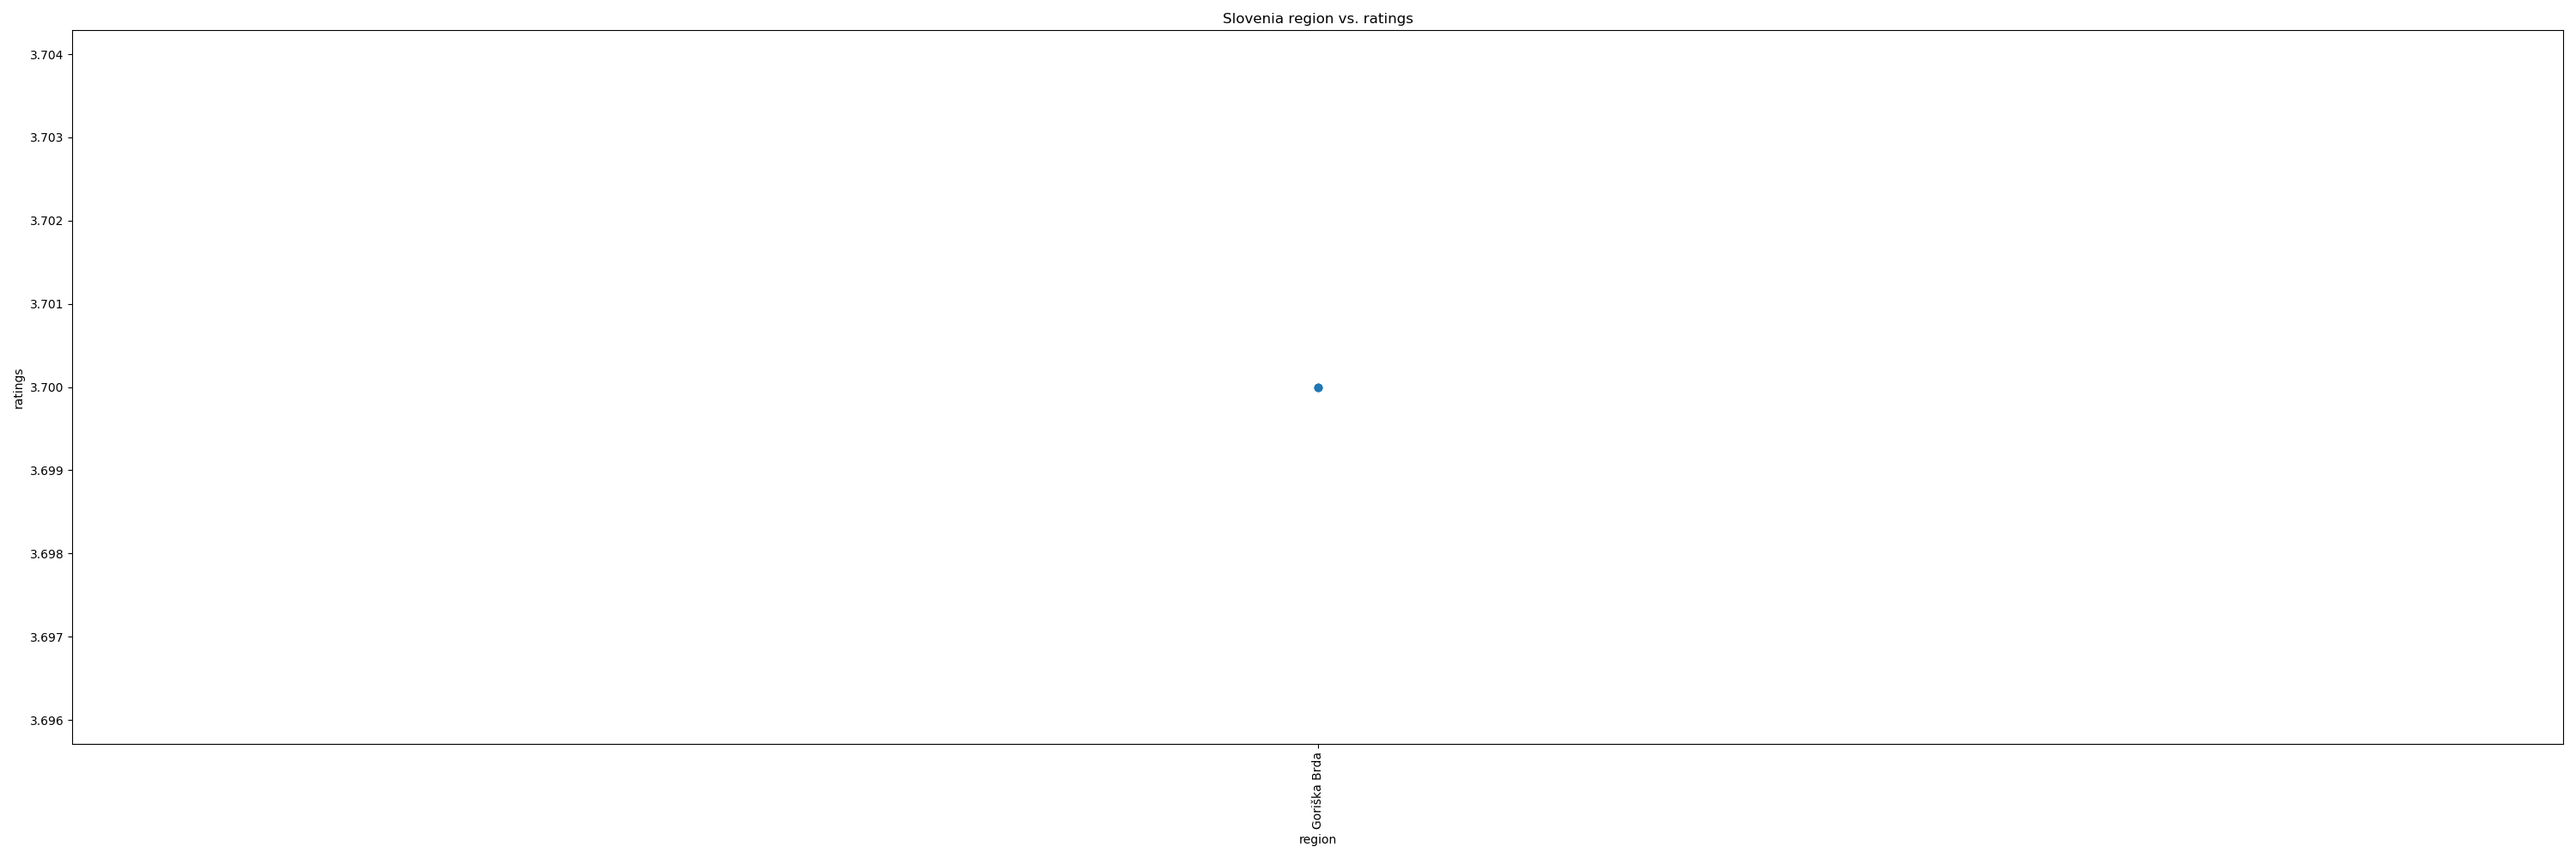 Slovenia region vs. ratings
3.704
3.703
3.702
3.701
3.700
3.699
3.698
3.697
3.696
ratings
Goriška Brda
region